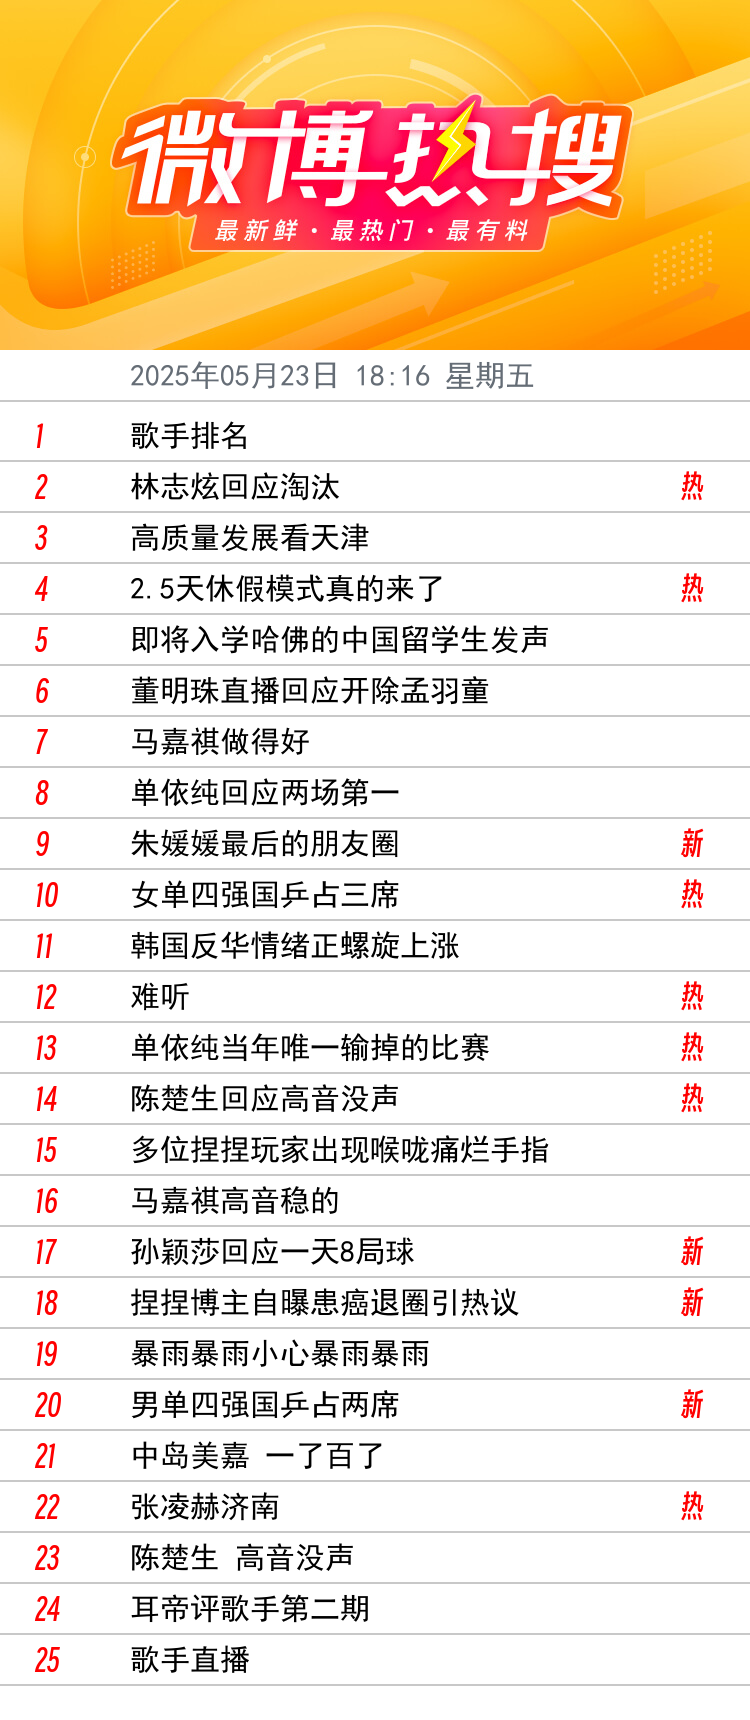 微博热搜
最新鲜·最热门·最有料
2025年05月23日 18:16 星期五
1 歌手排名
2 林志炫回应淘汰 热
3 高质量发展看天津
4 2.5天休假模式真的来了 热
5 即将入学哈佛的中国留学生发声
6 董明珠直播回应开除孟羽童
7 马嘉祺做得好
8 单依纯回应两场第一
9 朱媛媛最后的朋友圈 新
10 女单四强国乒占三席 热
11 韩国反华情绪正螺旋上涨
12 难听 热
13 单依纯当年唯一输掉的比赛 热
14 陈楚生回应高音没声 热
15 多位捏捏玩家出现喉咙痛烂手指
16 马嘉祺高音稳的
17 孙颖莎回应一天8局球 新
18 捏捏博主自曝患癌退圈引热议 新
19 暴雨暴雨小心暴雨暴雨
20 男单四强国乒占两席 新
21 中岛美嘉 一了百了
22 张凌赫济南 热
23 陈楚生 高音没声
24 耳帝评歌手第二期
25 歌手直播